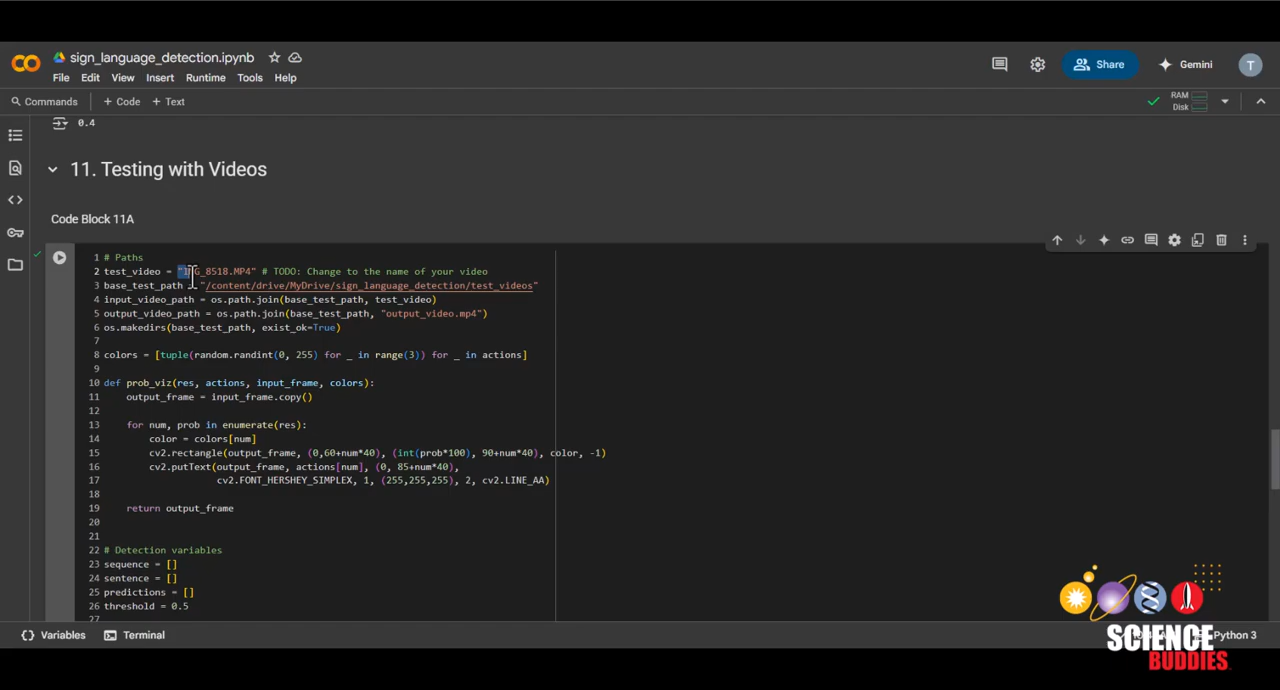 sign_language_detection.ipynb
File Edit View Insert Runtime Tools Help
Share
Gemini
T
Commands + Code + Text
RAM
Disk
0.4
11. Testing with Videos
Code Block 11A
1 # Paths
2 test_video = "IMG_8518.MP4" # TODO: Change to the name of your video
3 base_test_path = "/content/drive/MyDrive/sign_language_detection/test_videos"
4 input_video_path = os.path.join(base_test_path, test_video)
5 output_video_path = os.path.join(base_test_path, "output_video.mp4")
6 os.makedirs(base_test_path, exist_ok=True)
7
8 colors = [tuple(random.randint(0, 255) for _ in range(3)) for _ in actions]
9
10 def prob_viz(res, actions, input_frame, colors):
11 output_frame = input_frame.copy()
12
13 for num, prob in enumerate(res):
14 color = colors[num]
15 cv2.rectangle(output_frame, (0,60+num*40), (int(prob*100), 90+num*40), color, -1)
16 cv2.putText(output_frame, actions[num], (0, 85+num*40),
17 cv2.FONT_HERSHEY_SIMPLEX, 1, (255,255,255), 2, cv2.LINE_AA)
18
19 return output_frame
20
21
22 # Detection variables
23 sequence = []
24 sentence = []
25 predictions = []
26 threshold = 0.5
27
Variables Terminal
Python 3
SCIENCE
BUDDIES